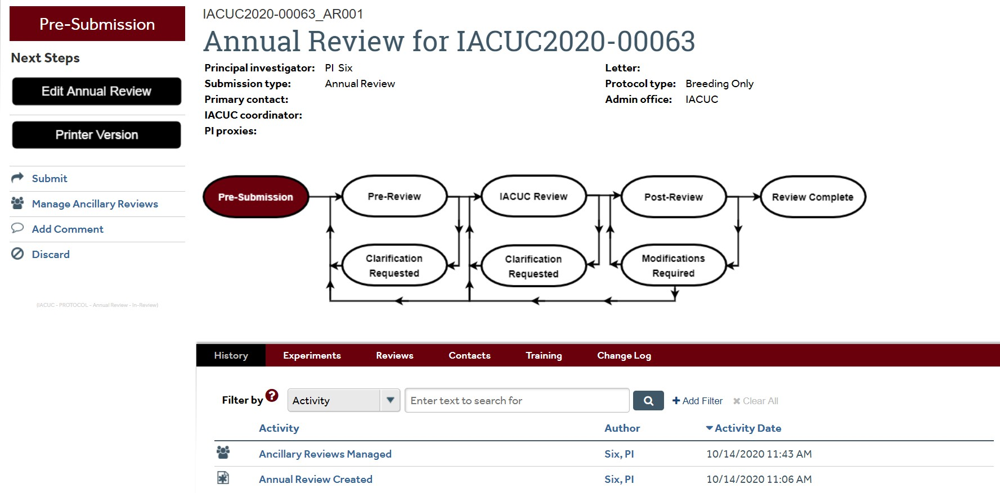 Pre-Submission
Next Steps
Edit Annual Review
Printer Version
Submit
Manage Ancillary Reviews
Add Comment
Discard
{IACUC - PROTOCOL - Annual Review - In-Review}
IACUC2020-00063_AR001
Annual Review for IACUC2020-00063
Principal investigator: PI Six
Submission type: Annual Review
Primary contact:
IACUC coordinator:
PI proxies:
Letter:
Protocol type: Breeding Only
Admin office: IACUC
Pre-Submission
Pre-Review
IACUC Review
Post-Review
Review Complete
Clarification
Requested
Clarification
Requested
Modifications
Required
History Experiments Reviews Contacts Training Change Log
Filter by ? Activity Enter text to search for Add Filter Clear All
Activity Author Activity Date
Ancillary Reviews Managed Six, PI 10/14/2020 11:43 AM
Annual Review Created Six, PI 10/14/2020 11:06 AM